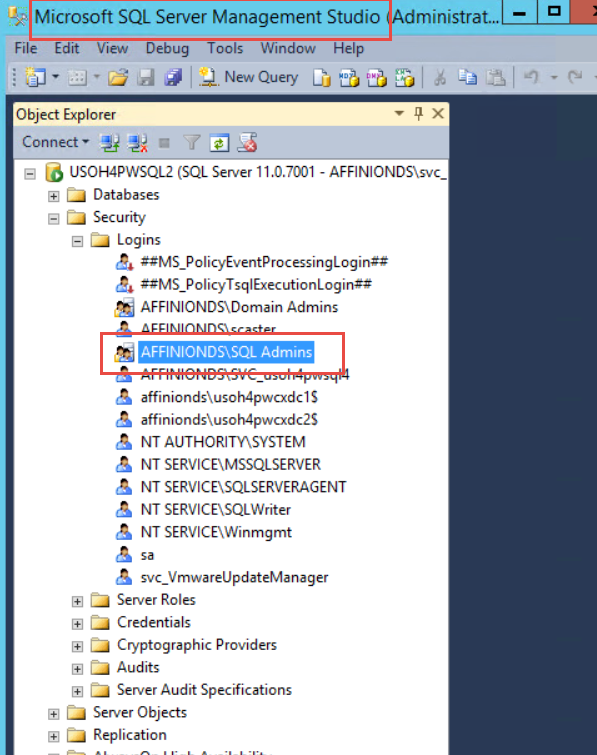 Microsoft SQL Server Management Studio (Administrat...
File Edit View Debug Tools Window Help
New Query
Object Explorer
Connect
USOH4PWSQL2 (SQL Server 11.0.7001 - AFFINIONDS\svc_
Databases
Security
Logins
##MS_PolicyEventProcessingLogin##
##MS_PolicyTsqlExecutionLogin##
AFFINIONDS\Domain Admins
AFFINIONDS\scaster
AFFINIONDS\SQL Admins
AFFINIONDS\SVC_usoh4pwsql4
affinionds\usoh4pwcxdc1$
affinionds\usoh4pwcxdc2$
NT AUTHORITY\SYSTEM
NT SERVICE\MSSQLSERVER
NT SERVICE\SQLSERVERAGENT
NT SERVICE\SQLWriter
NT SERVICE\Winmgmt
sa
svc_VmwareUpdateManager
Server Roles
Credentials
Cryptographic Providers
Audits
Server Audit Specifications
Server Objects
Replication
AlwaysOn High Availability